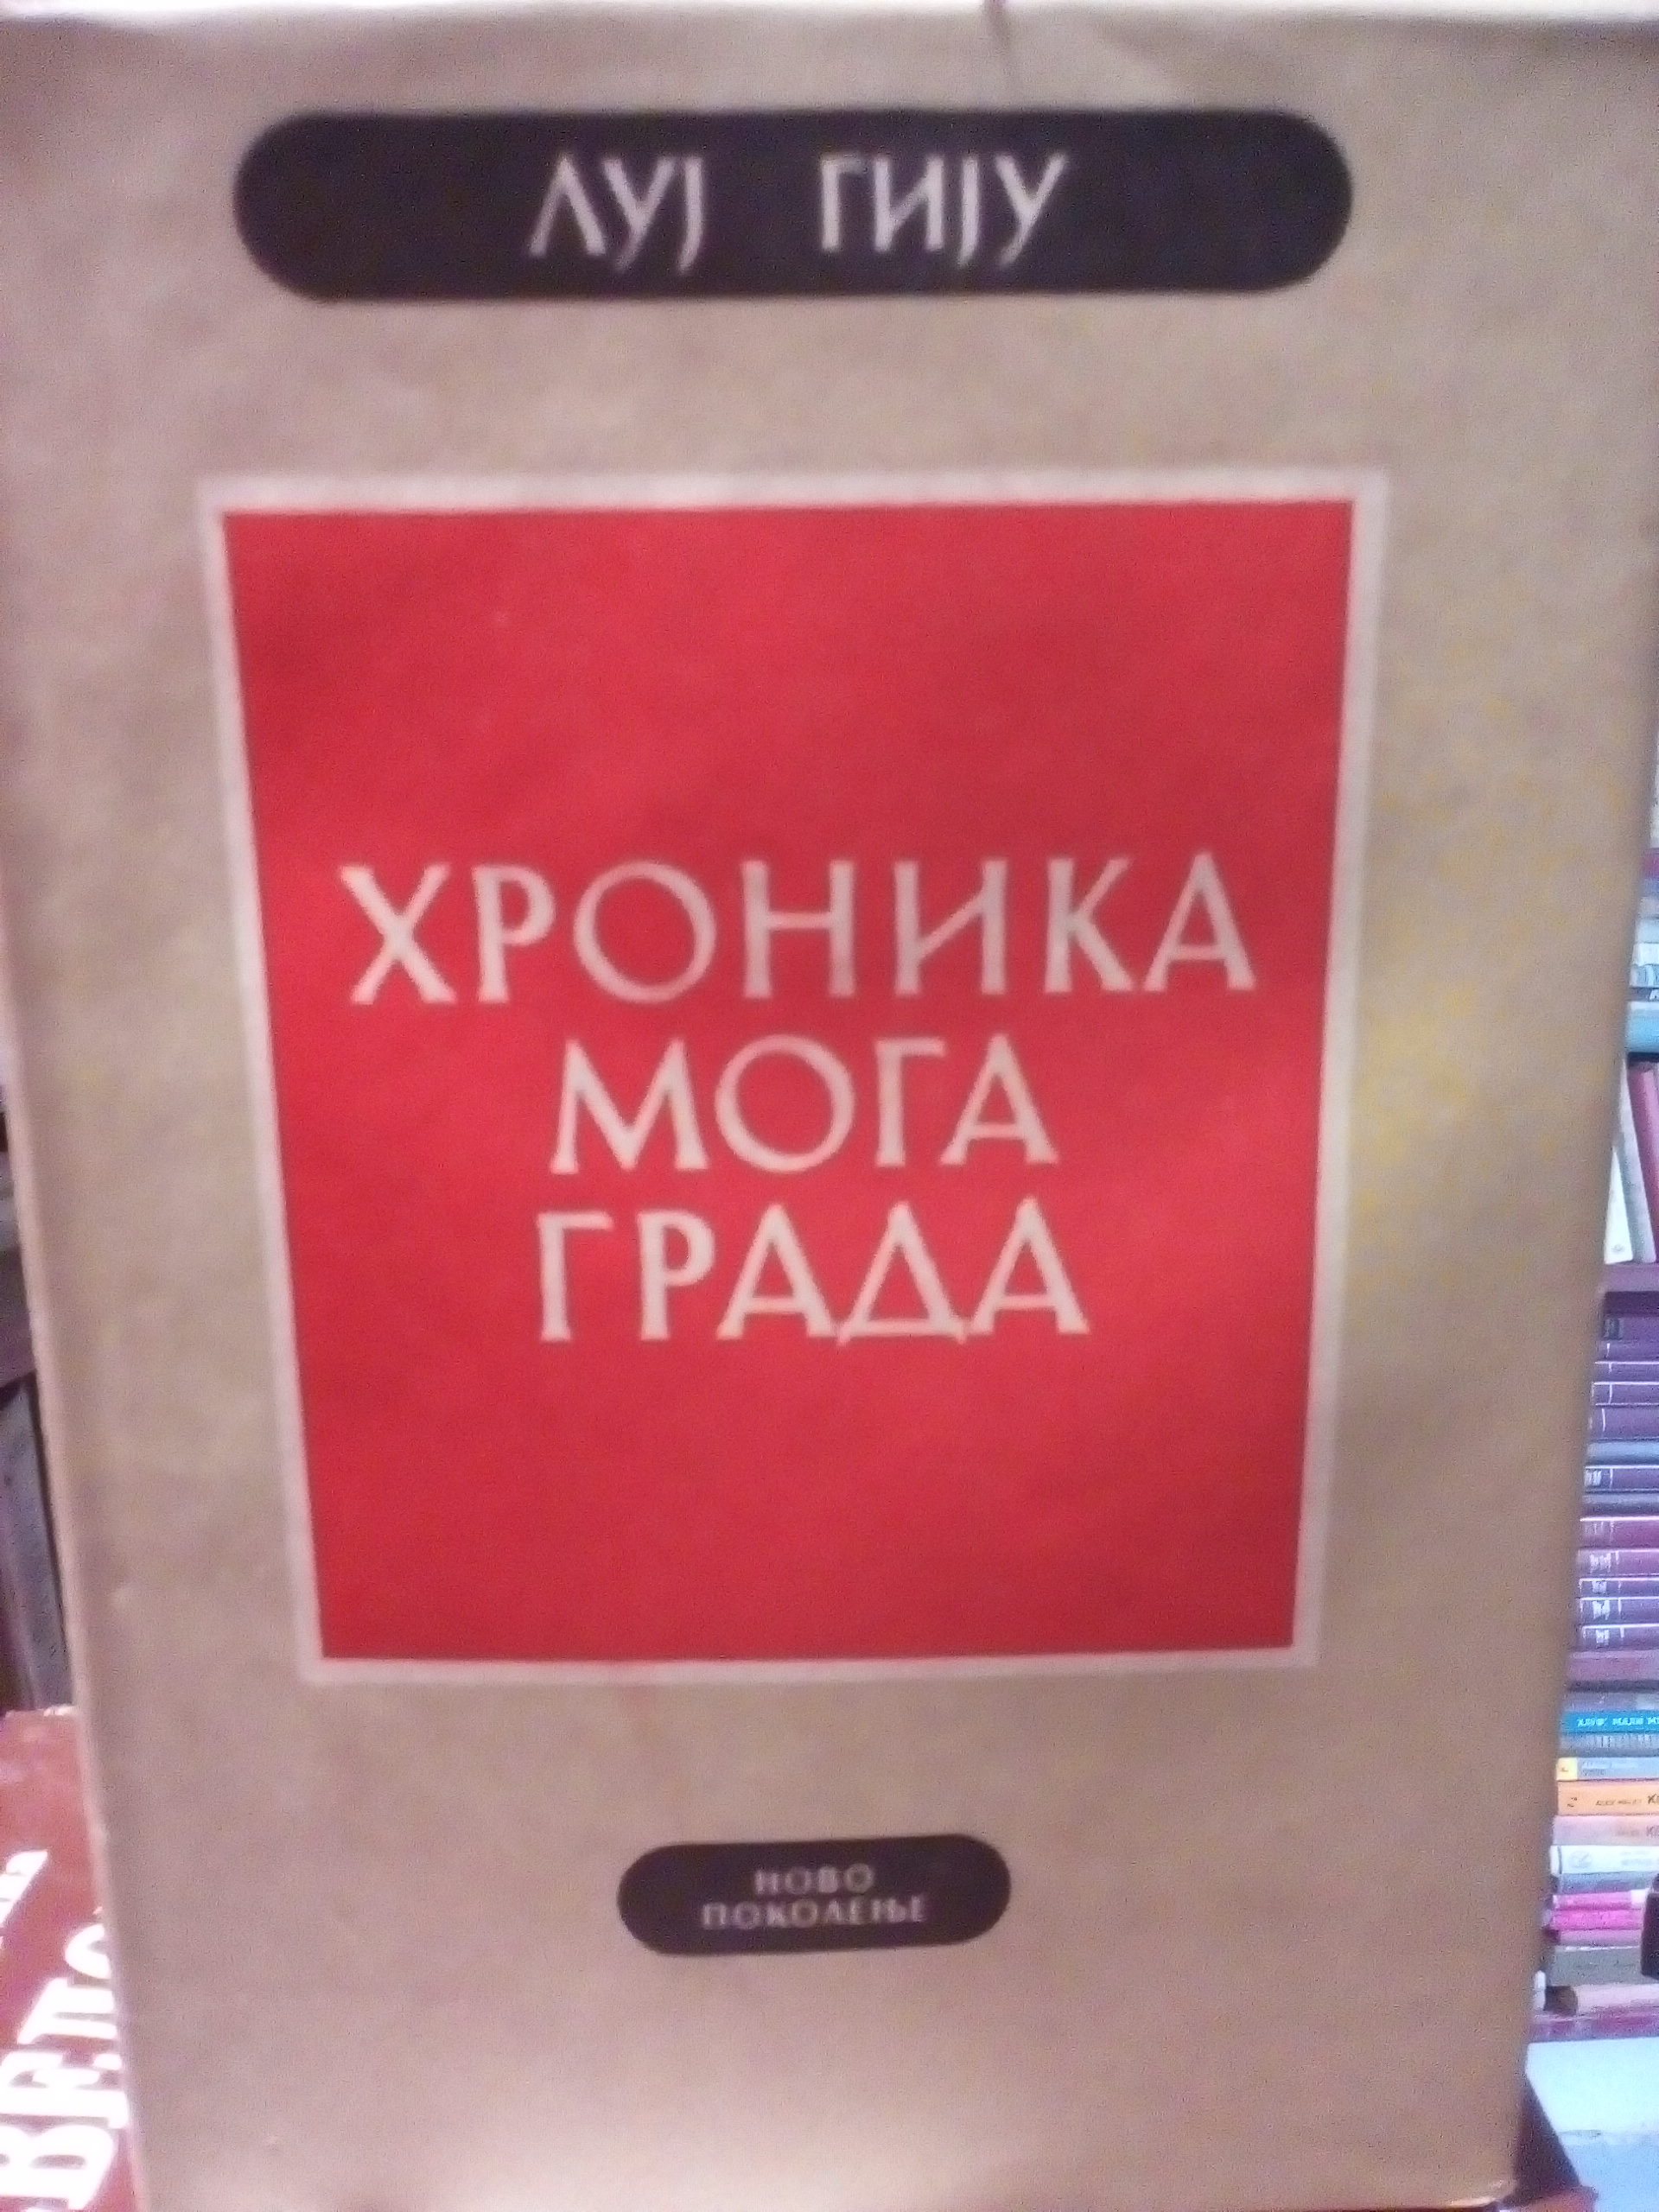 ЛУЈ ГИЈУ
ХРОНИКА
МОГА
ГРАДА
НОВО
ПОКОЛЕЊЕ